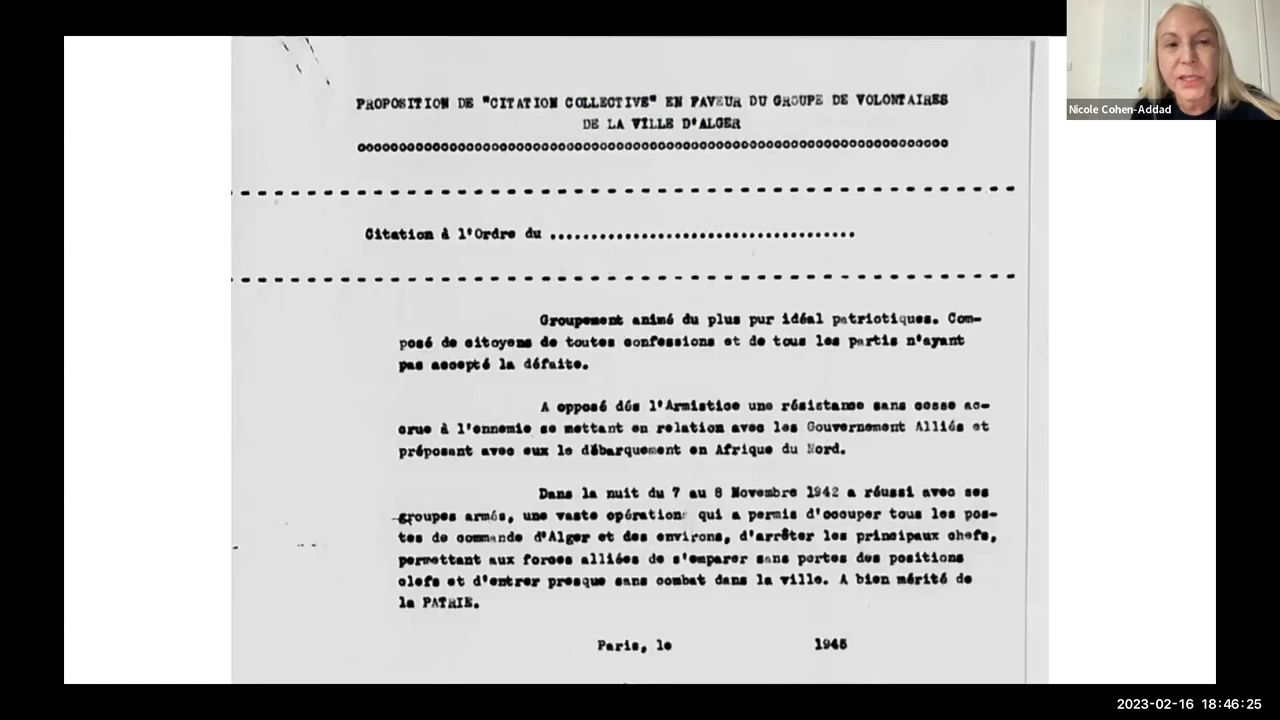 PROPOSITION DE "CITATION COLLECTIVE" EN FAVEUR DU GROUPE DE VOLONTAIRES
DE LA VILLE D'ALGER
Citation à l'Ordre du ....................................
Groupement animé du plus pur idéal patriotiques. Com-
posé de citoyens de toutes confessions et de tous les partis n'ayant
pas accepté la défaite.
A opposé dés l'Armistice une résistance sans cesse ac-
crue à l'ennemie se mettant en relation avec les Gouvernement Alliés et
préposant avec eux le débarquement en Afrique du Nord.
Dans la nuit du 7 au 8 Novembre 1942 a réussi avec ses
groupes armés, une vaste opération qui a permis d'occuper tous les pos-
tes de commande d'Alger et des environs, d'arrêter les principaux chefs,
permettant aux forces alliées de s'emparer sans pertes des positions
clefs et d'entrer presque sans combat dans la ville. A bien mérité de
la PATRIE.
Paris, le 1945
Nicole Cohen-Addad
2023-02-16 18:46:25